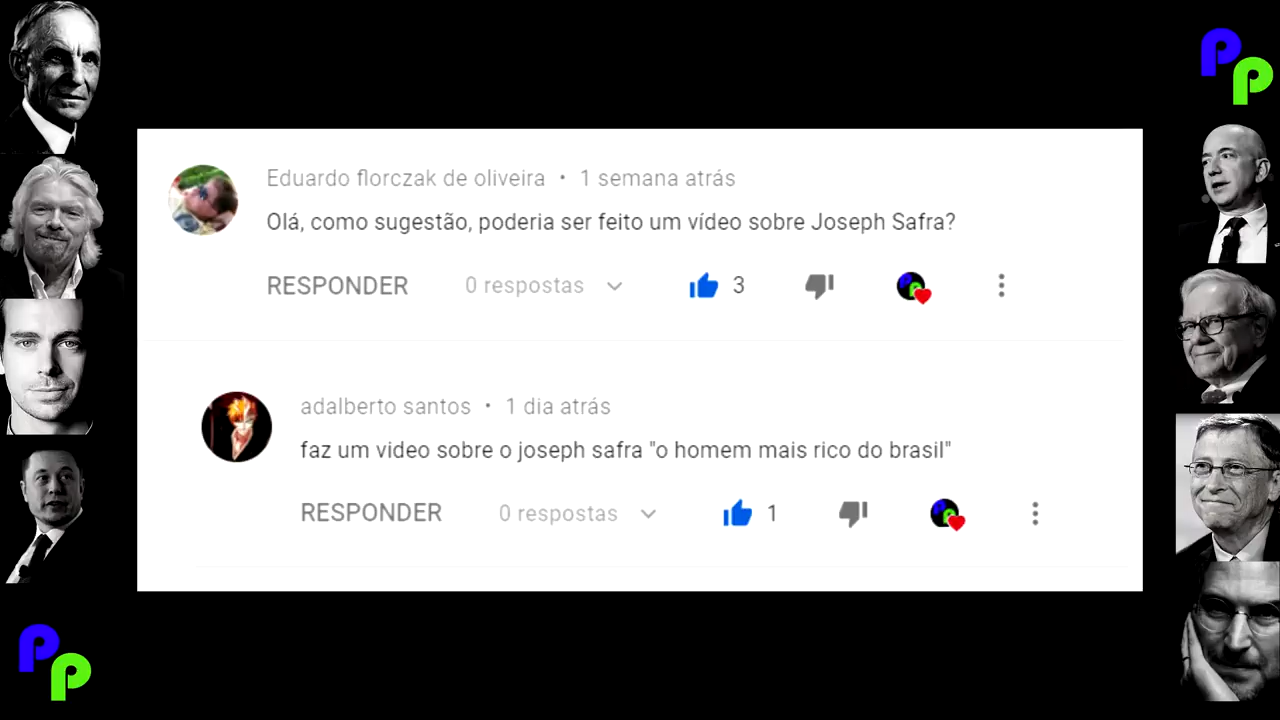 PP
Eduardo florczak de oliveira • 1 semana atrás
Olá, como sugestão, poderia ser feito um vídeo sobre Joseph Safra?
RESPONDER 0 respostas 3
adalberto santos • 1 dia atrás
faz um video sobre o joseph safra "o homem mais rico do brasil"
RESPONDER 0 respostas 1
PP